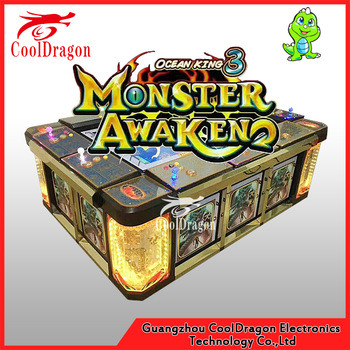 CoolDragon
OCEAN KING 3
MONSTER
AWAKEN
CoolDragon
CoolDragon
Guangzhou CoolDragon Electronics
Technology Co.,Ltd